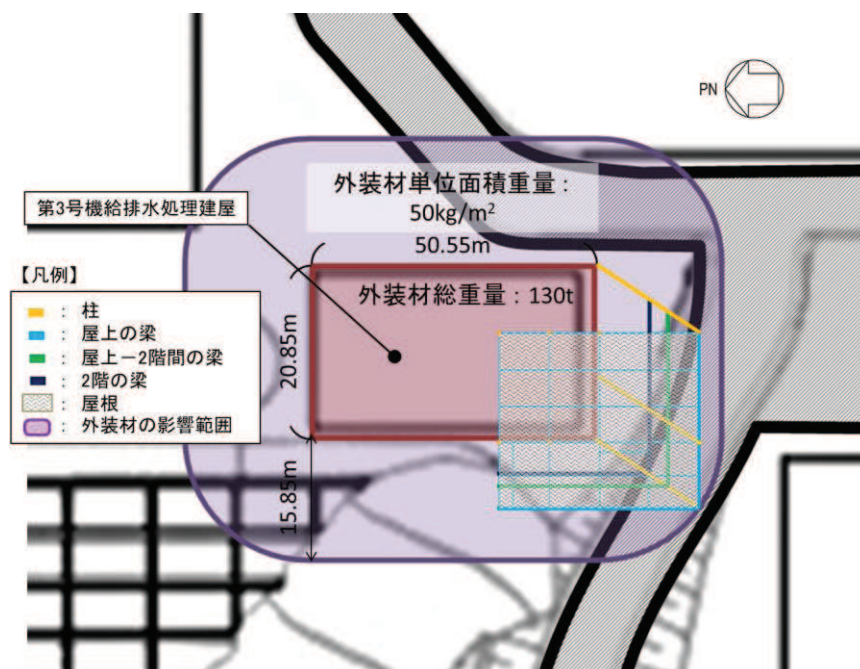 PN
外装材単位面積重量：
50kg/m²
50.55m
第3号機給排水処理建屋
【凡例】
外装材総重量：130t
：柱
：屋上の梁
：屋上－2階間の梁
：2階の梁
：屋根
：外装材の影響範囲
20.85m
15.85m